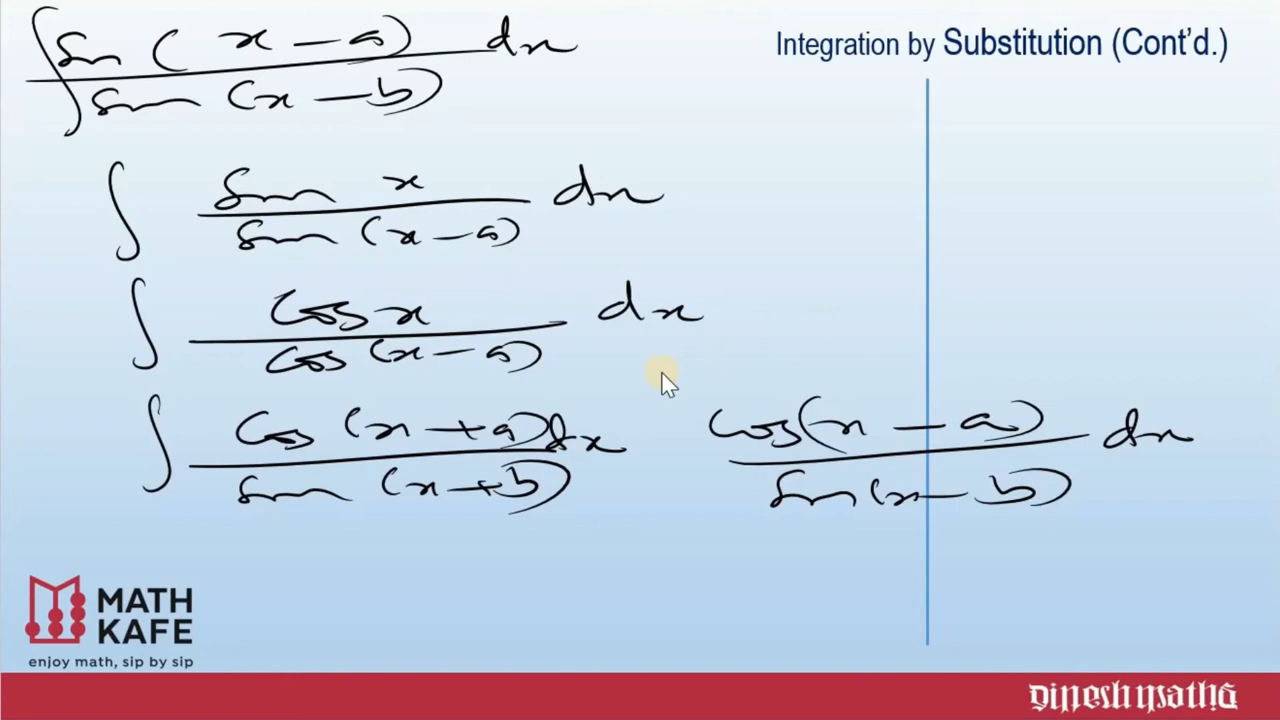 Integration by Substitution (Cont'd.)
∫ sin (x - a) / sin (x - b) dx
∫ sin x / sin (x - a) dx
∫ cos x / cos (x - a) dx
∫ cos (x + a) dx / sin (x + b)
cos (x - a) / sin (x - b) dx
MATH
KAFE
enjoy math, sip by sip
Dinesh Maths